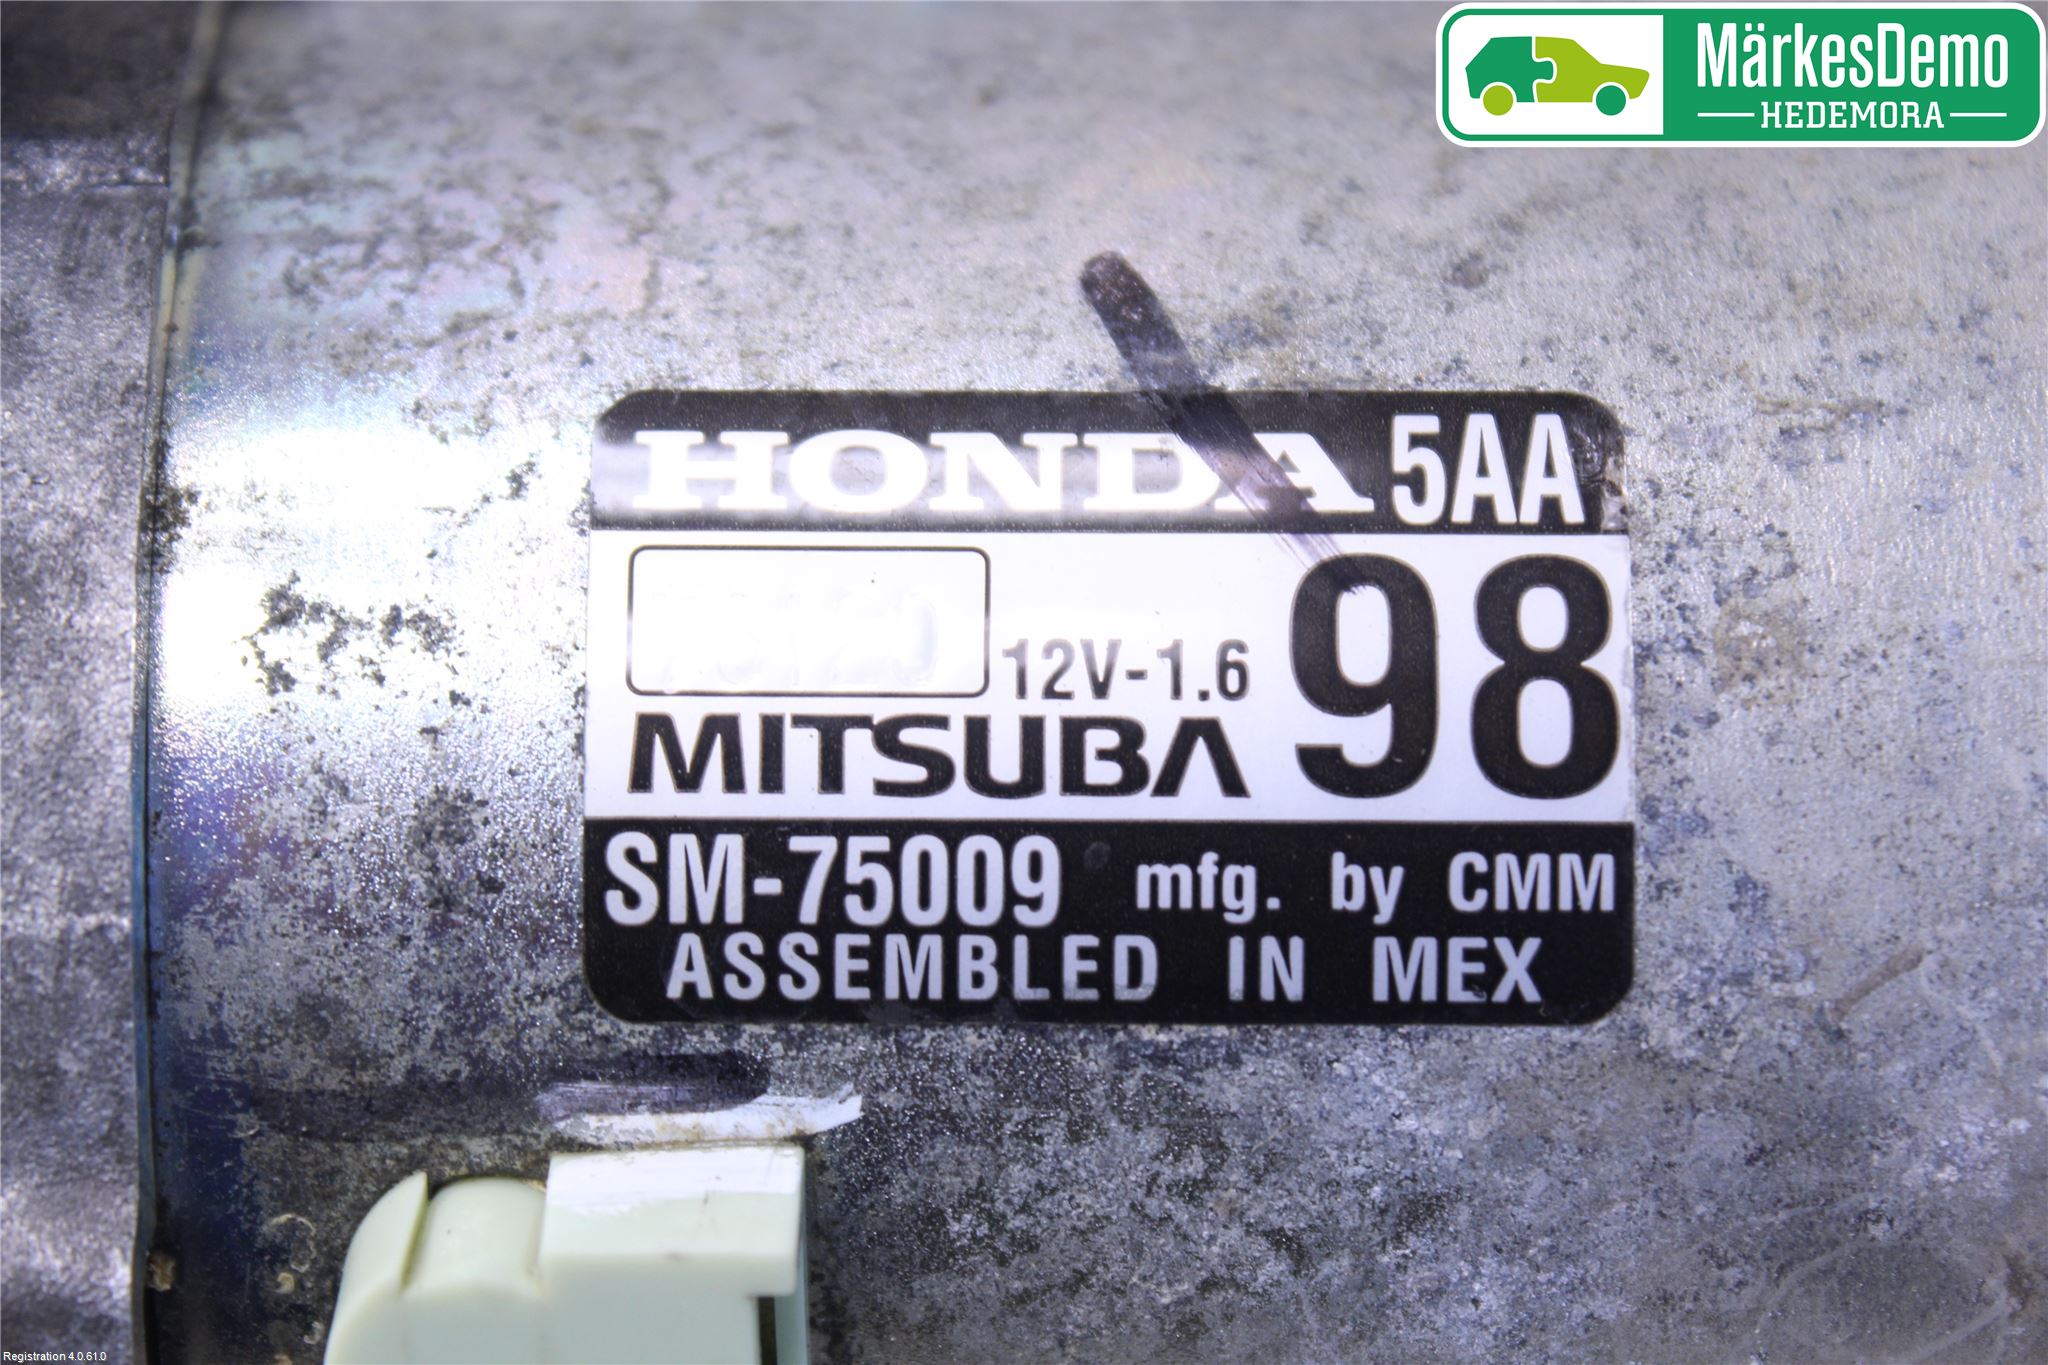 MärkesDemo
HEDEMORA
HONDA 5AA
12V-1.6
98
MITSUBA
SM-75009 mfg. by CMM
ASSEMBLED IN MEX
Registration 4.0.61.0